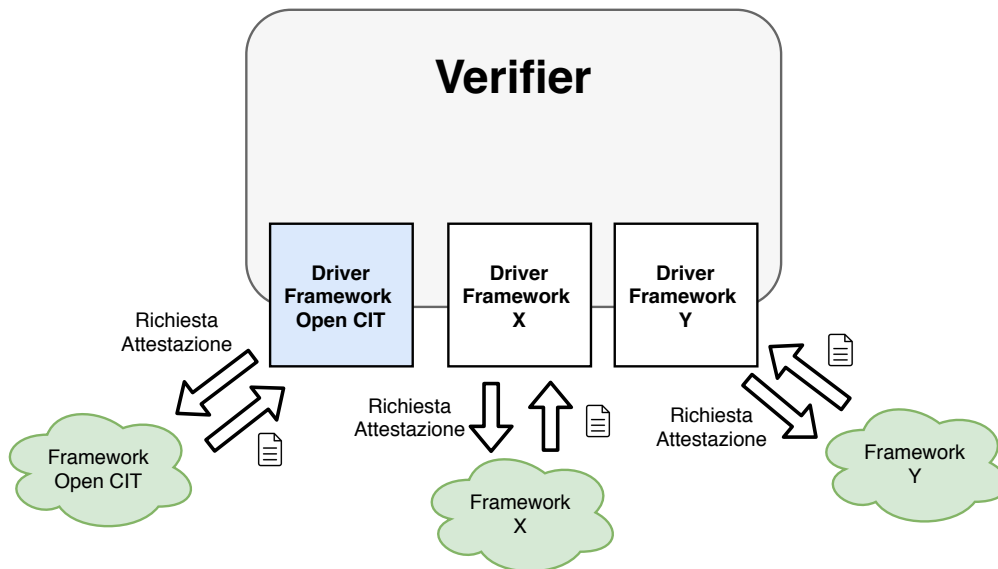 Verifier
Driver
Framework
Open CIT
Driver
Framework
X
Driver
Framework
Y
Richiesta
Attestazione
Richiesta
Attestazione
Richiesta
Attestazione
Framework
Open CIT
Framework
X
Framework
Y